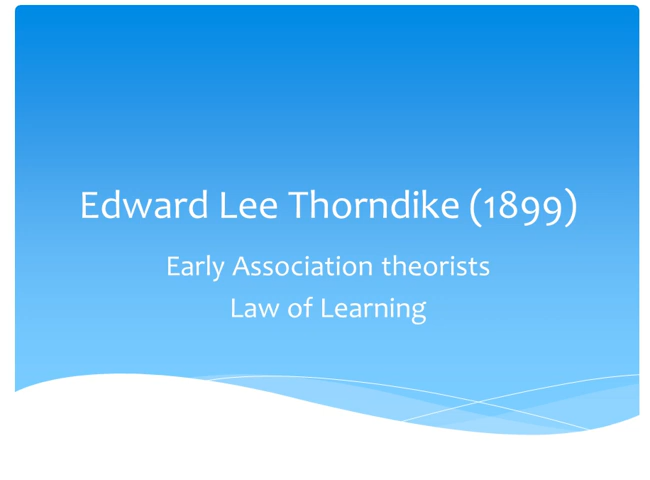 Edward Lee Thorndike (1899)
Early Association theorists
Law of Learning